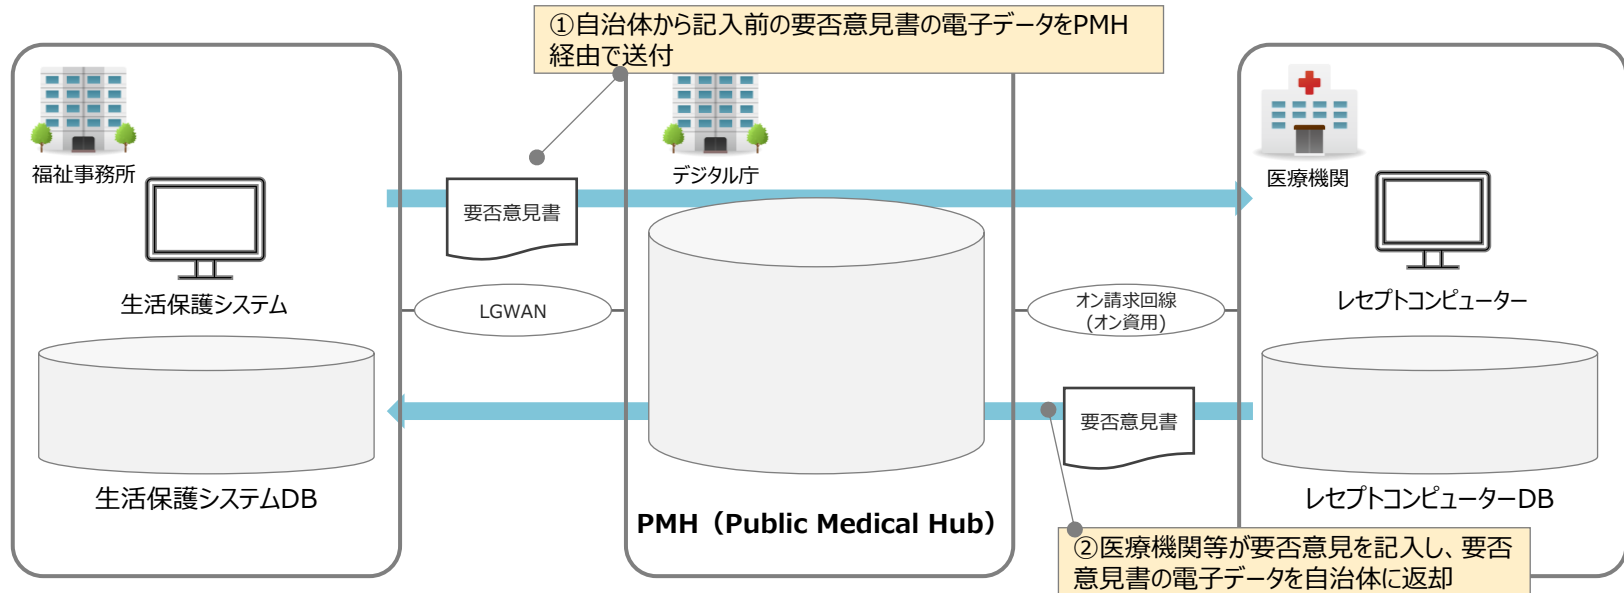 ①自治体から記入前の要否意見書の電子データをPMH
経由で送付
福祉事務所
デジタル庁
医療機関
要否意見書
生活保護システム
LGWAN
オン請求回線
(オン資用)
レセプトコンピューター
要否意見書
生活保護システムDB
レセプトコンピューターDB
PMH（Public Medical Hub）
②医療機関等が要否意見を記入し、要否
意見書の電子データを自治体に返却